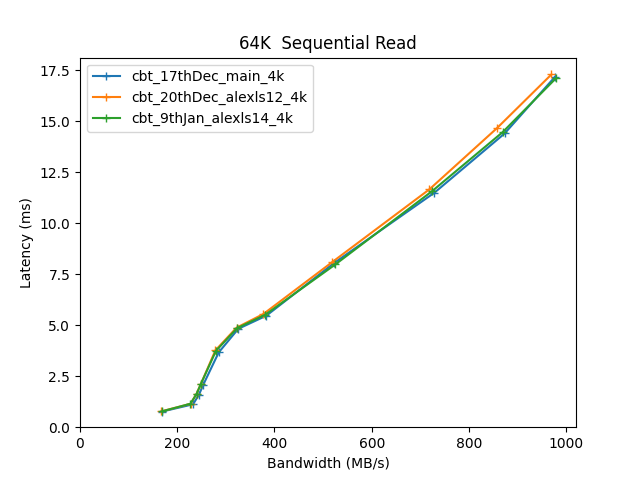 64K  Sequential Read
cbt_17thDec_main_4k
cbt_20thDec_alexls12_4k
cbt_9thJan_alexls14_4k
Latency (ms)
17.5
15.0
12.5
10.0
7.5
5.0
2.5
0.0
0 200 400 600 800 1000
Bandwidth (MB/s)